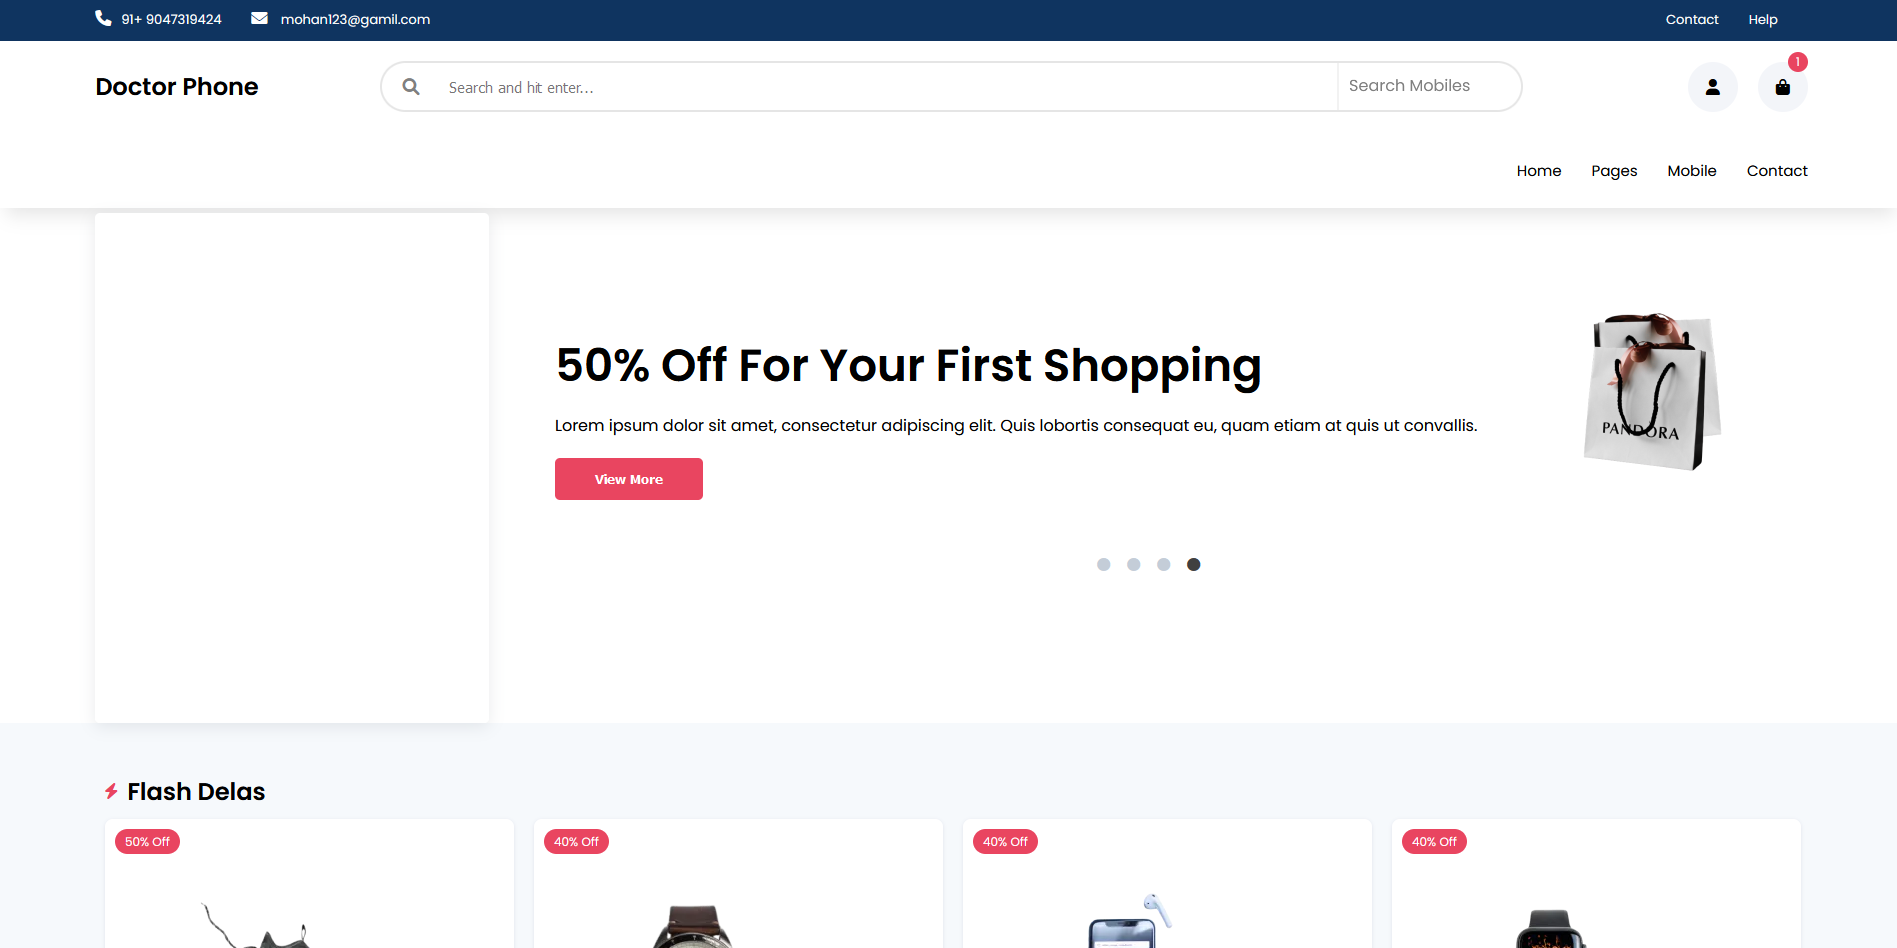 91+ 9047319424 mohan123@gamil.com Contact Help
Doctor Phone Search and hit enter... Search Mobiles 1
Home Pages Mobile Contact
50% Off For Your First Shopping
Lorem ipsum dolor sit amet, consectetur adipiscing elit. Quis lobortis consequat eu, quam etiam at quis ut convallis.
View More
PANDORA
Flash Delas
50% Off 40% Off 40% Off 40% Off